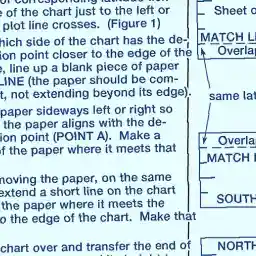 e of the chart just to the left or
plot line crosses. (Figure 1)
hich side of the chart has the de-
ion point closer to the edge of the
e, line up a blank piece of paper
LINE (the paper should be com-
t, not extending beyond its edge).
paper sideways left or right so
the paper aligns with the de-
ion point (POINT A). Make a
of the paper where it meets that
moving the paper, on the same
extend a short line on the chart
the paper where it meets the
o the edge of the chart. Make that
chart over and transfer the end of
Sheet o
MATCH LI
Overla
same lat
Overla
MATCH
SOUTH
NORTH